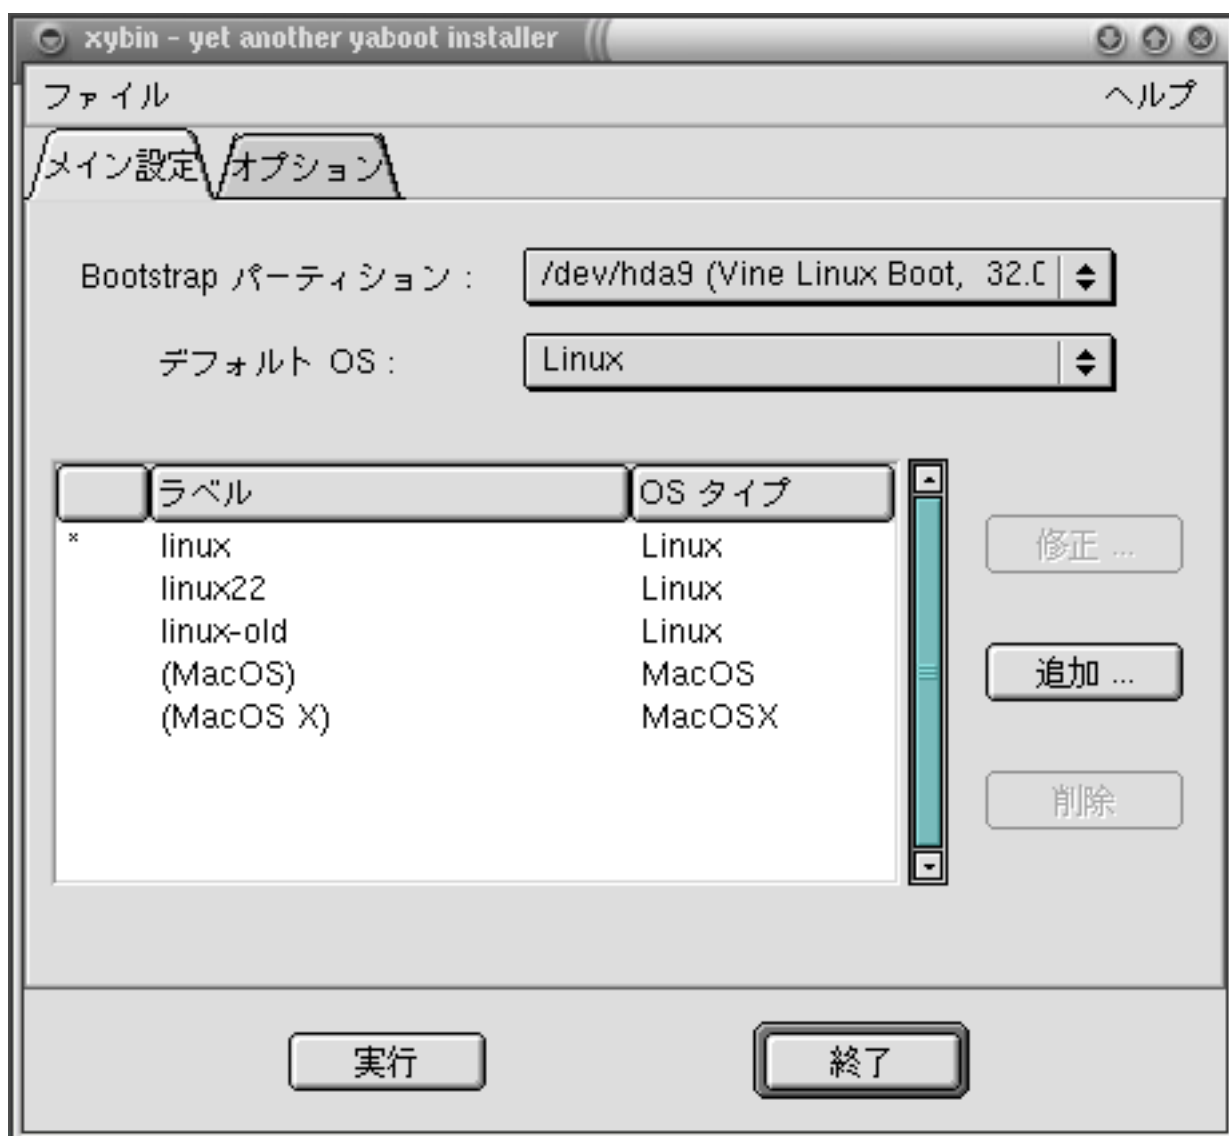 xybin - yet another yaboot installer
ファイル ヘルプ
メイン設定 オプション
Bootstrap パーティション : /dev/hda9 (Vine Linux Boot, 32.0
デフォルト OS : Linux
ラベル OS タイプ
* linux Linux
linux22 Linux
linux-old Linux
(MacOS) MacOS
(MacOS X) MacOSX
修正 ...
追加 ...
削除
実行 終了